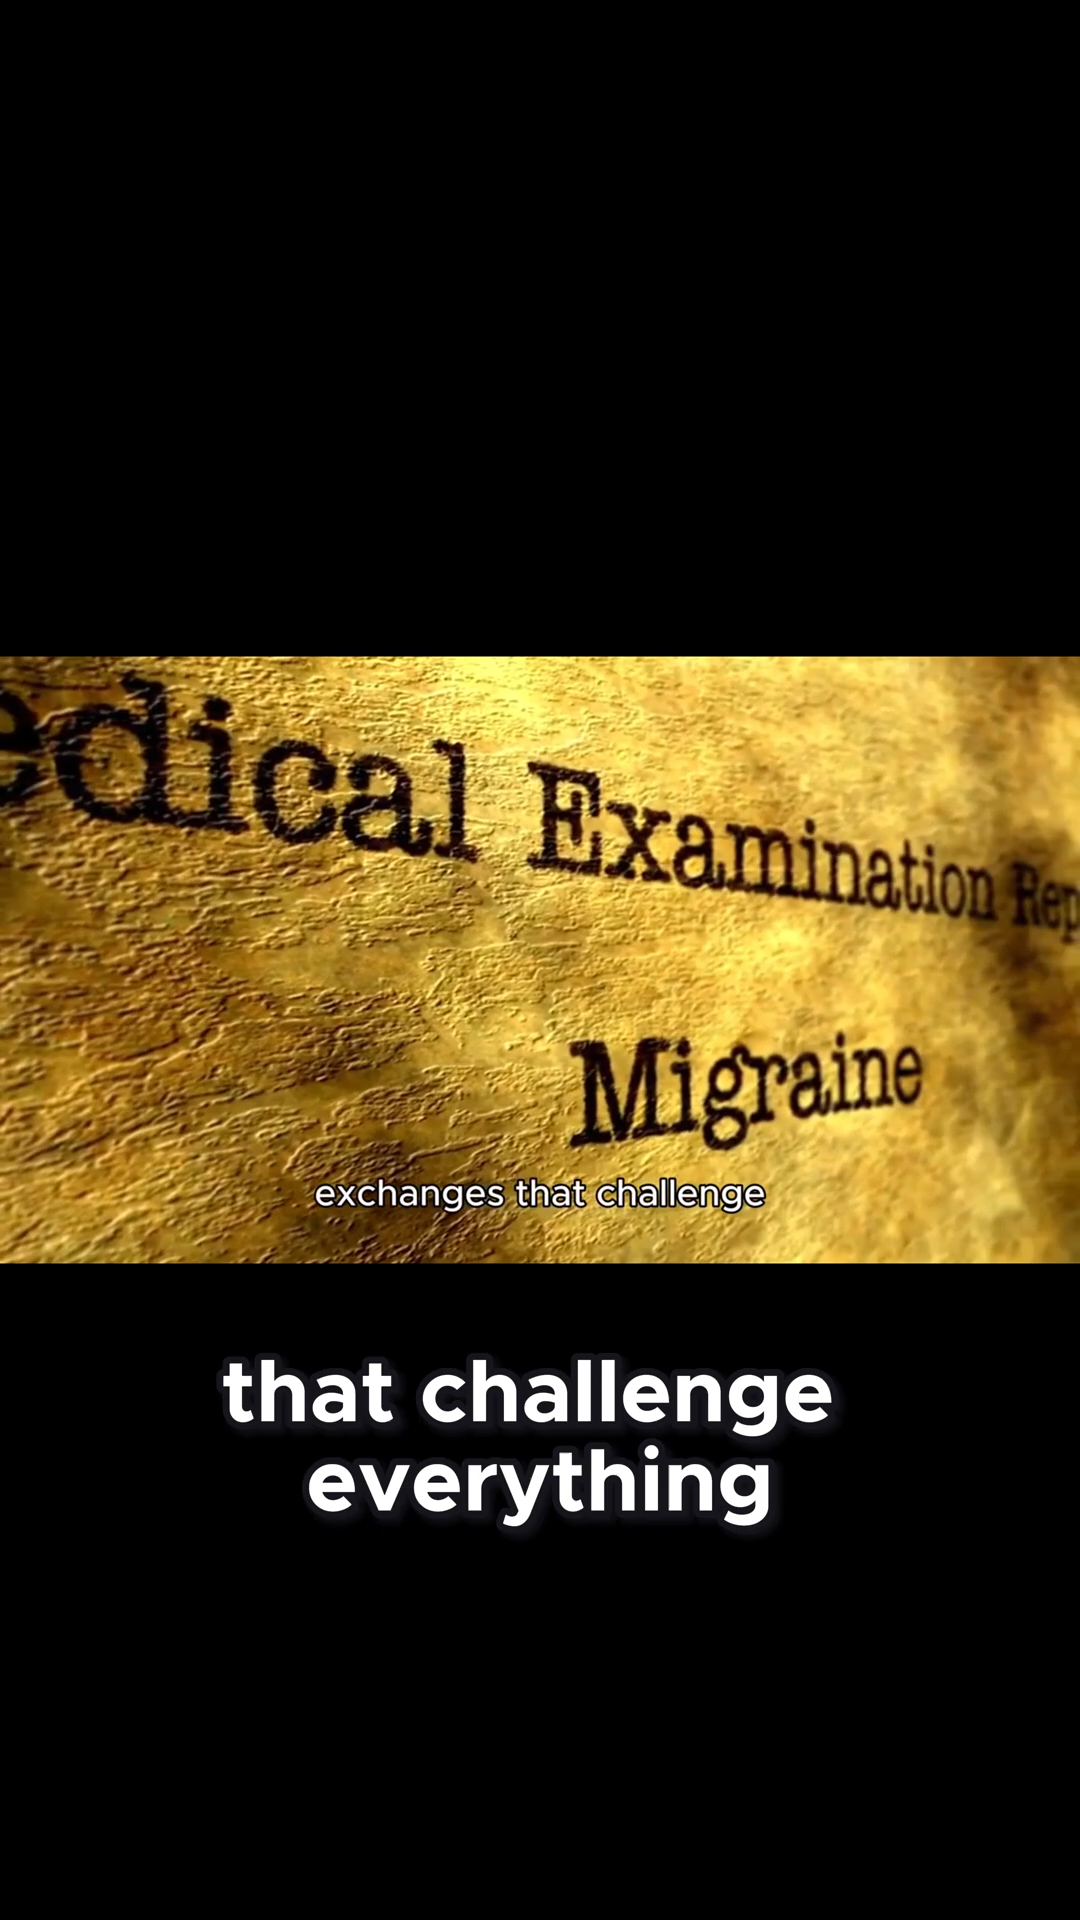 edical Examination Rep
Migraine
exchanges that challenge
that challenge
everything